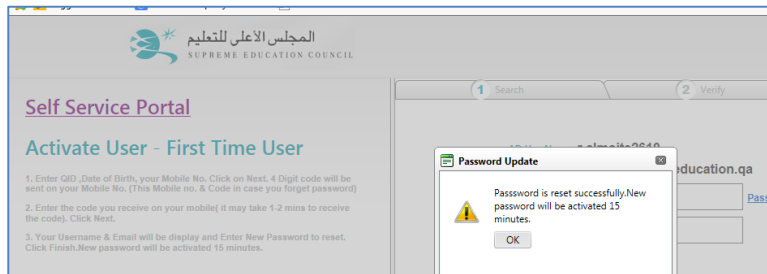 المجلس الأعلى للتعليم
SUPREME EDUCATION COUNCIL
1 Search
2 Verify
Self Service Portal
Activate User - First Time User
1. Enter QID ,Date of Birth, your Mobile No. Click on Next. 4 Digit code will be
sent on your Mobile No. (This Mobile no. & Code in case you forget password)
2. Enter the code you receive on your mobile( it may take 1-2 mins to receive
the code). Click Next.
3. Your Username & Email will be display and Enter New Password to reset.
Click Finish.New password will be activated 15 minutes.
Password Update
education.qa
Passsword is reset successfully.New
password will be activated 15
minutes.
OK
Pass